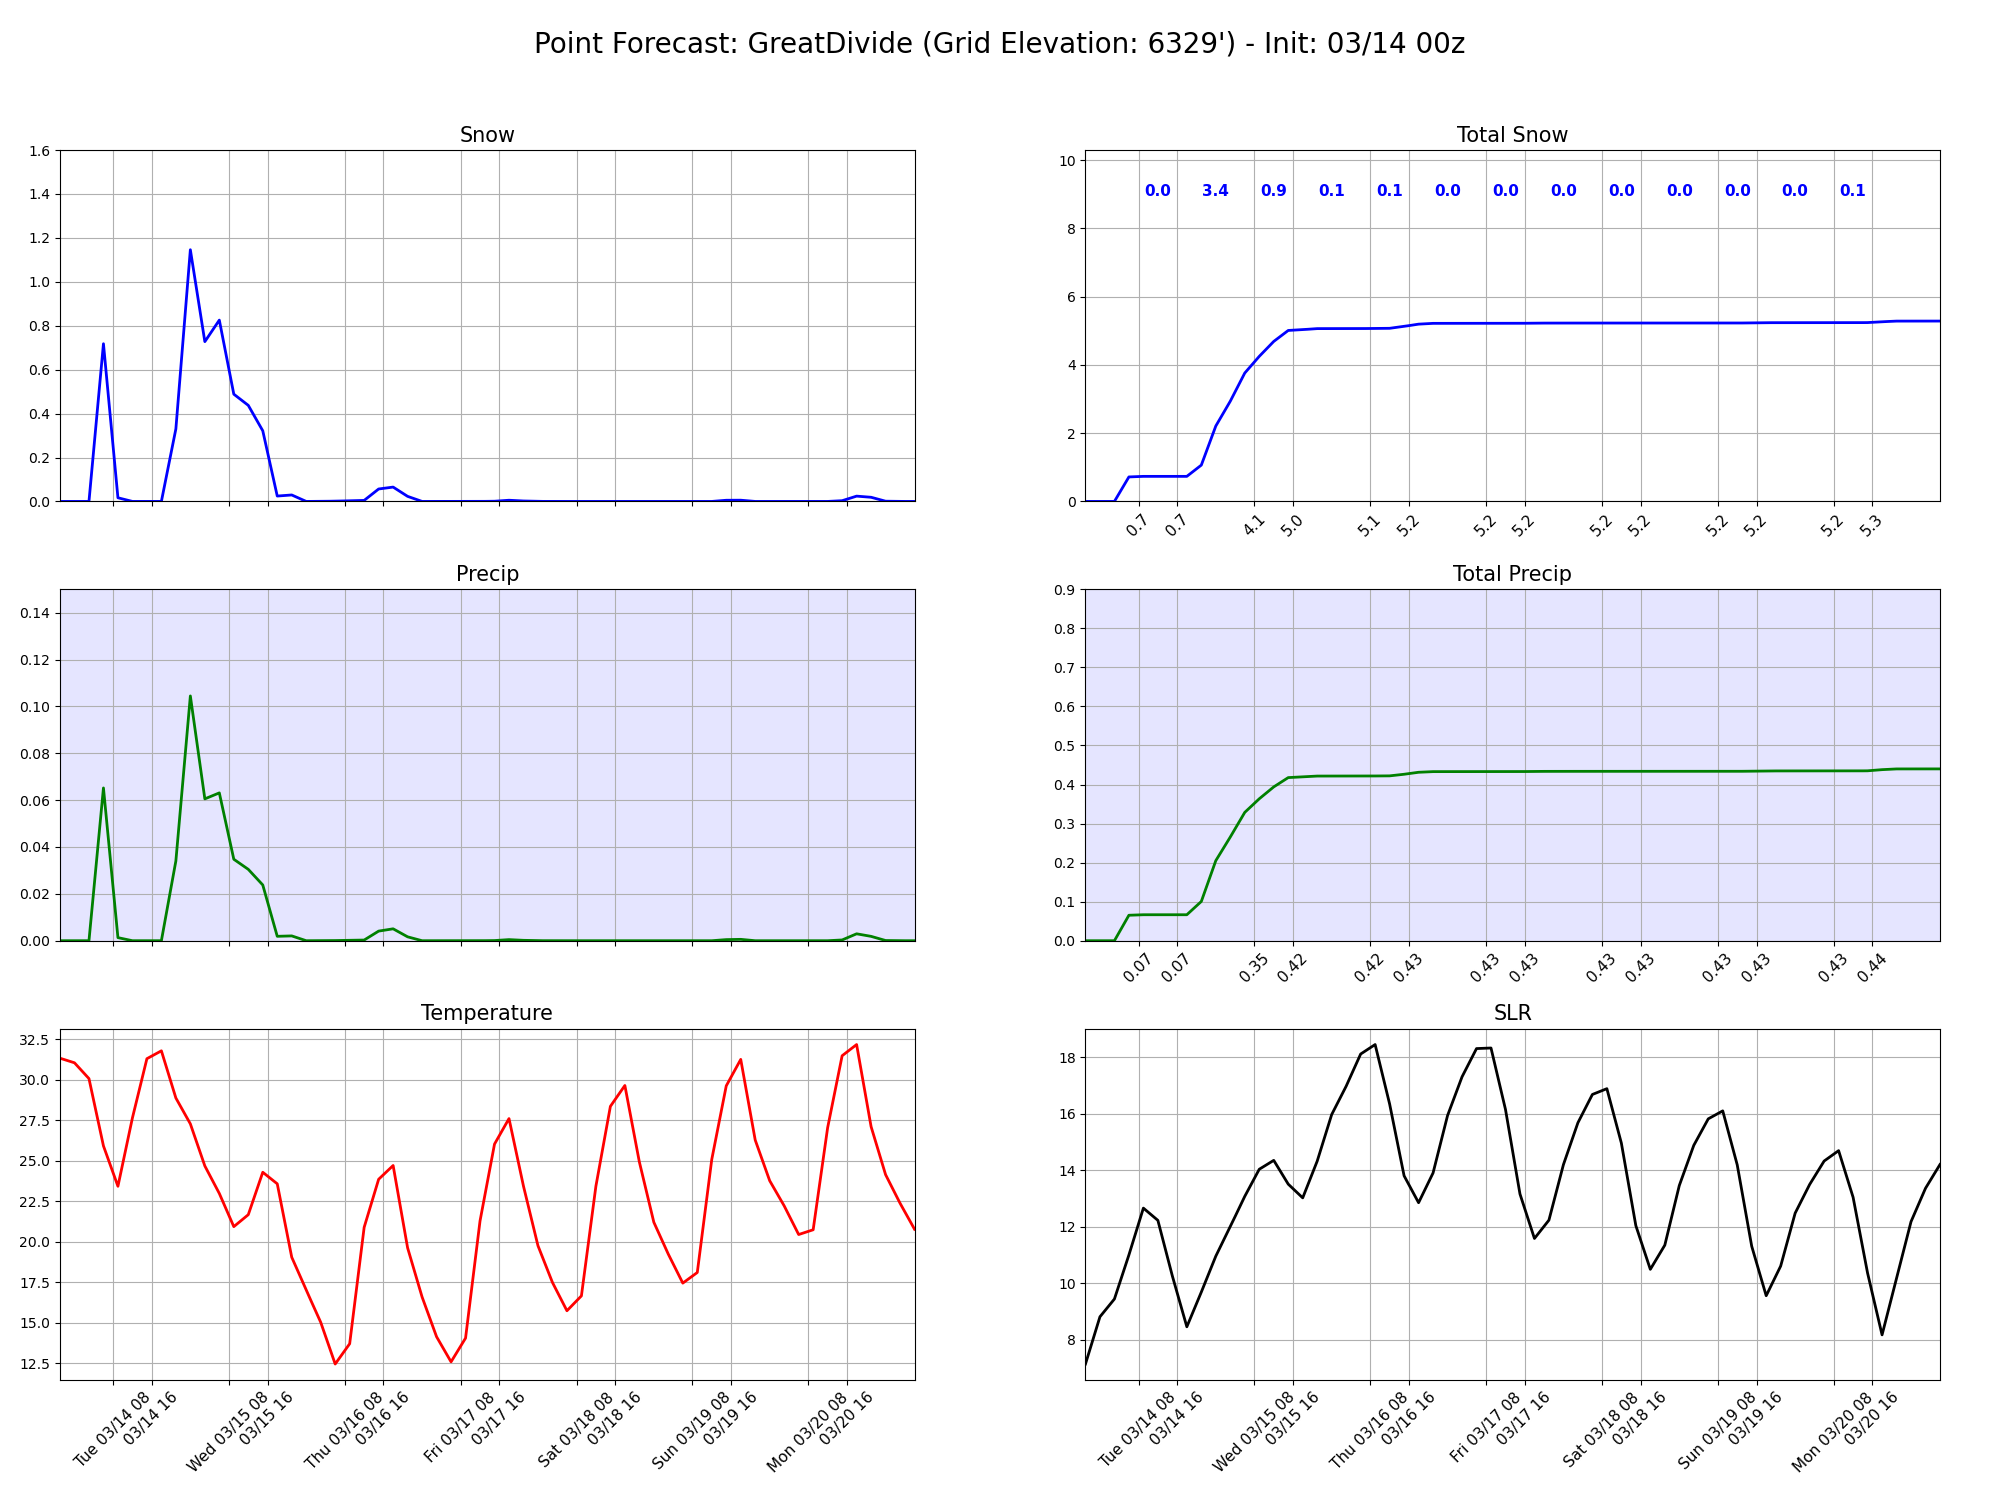 Point Forecast: GreatDivide (Grid Elevation: 6329') - Init: 03/14 00z
Snow
1.6
1.4
1.2
1.0
0.8
0.6
0.4
0.2
0.0
Total Snow
10
8
6
4
2
0
0.0 3.4 0.9 0.1 0.1 0.0 0.0 0.0 0.0 0.0 0.0 0.0 0.1
0.7 0.7 4.1 5.0 5.1 5.2 5.2 5.2 5.2 5.2 5.2 5.2 5.2 5.3
Precip
0.14
0.12
0.10
0.08
0.06
0.04
0.02
0.00
Total Precip
0.9
0.8
0.7
0.6
0.5
0.4
0.3
0.2
0.1
0.0
0.07 0.07 0.35 0.42 0.42 0.43 0.43 0.43 0.43 0.43 0.43 0.43 0.43 0.44
Temperature
32.5
30.0
27.5
25.0
22.5
20.0
17.5
15.0
12.5
Tue 03/14 08
03/14 16
Wed 03/15 08
03/15 16
Thu 03/16 08
03/16 16
Fri 03/17 08
03/17 16
Sat 03/18 08
03/18 16
Sun 03/19 08
03/19 16
Mon 03/20 08
03/20 16
SLR
18
16
14
12
10
8
Tue 03/14 08
03/14 16
Wed 03/15 08
03/15 16
Thu 03/16 08
03/16 16
Fri 03/17 08
03/17 16
Sat 03/18 08
03/18 16
Sun 03/19 08
03/19 16
Mon 03/20 08
03/20 16